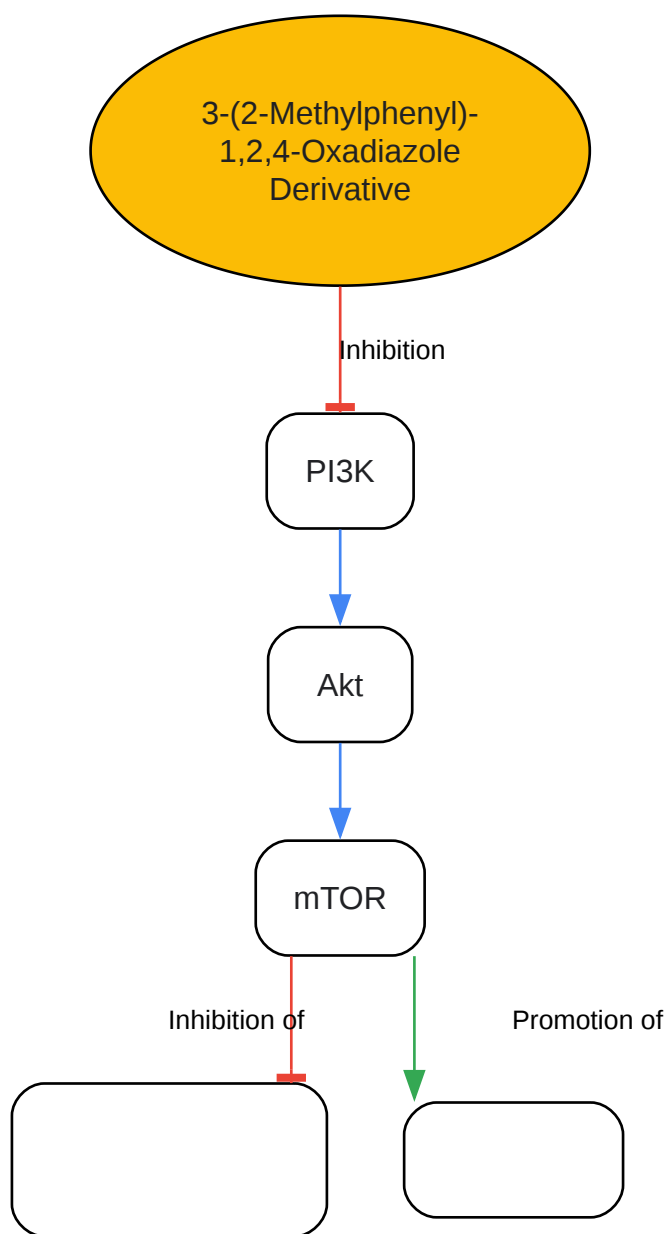 3-(2-Methylphenyl)-
1,2,4-Oxadiazole
Derivative
Inhibition
PI3K
Akt
mTOR
Inhibition of
Promotion of